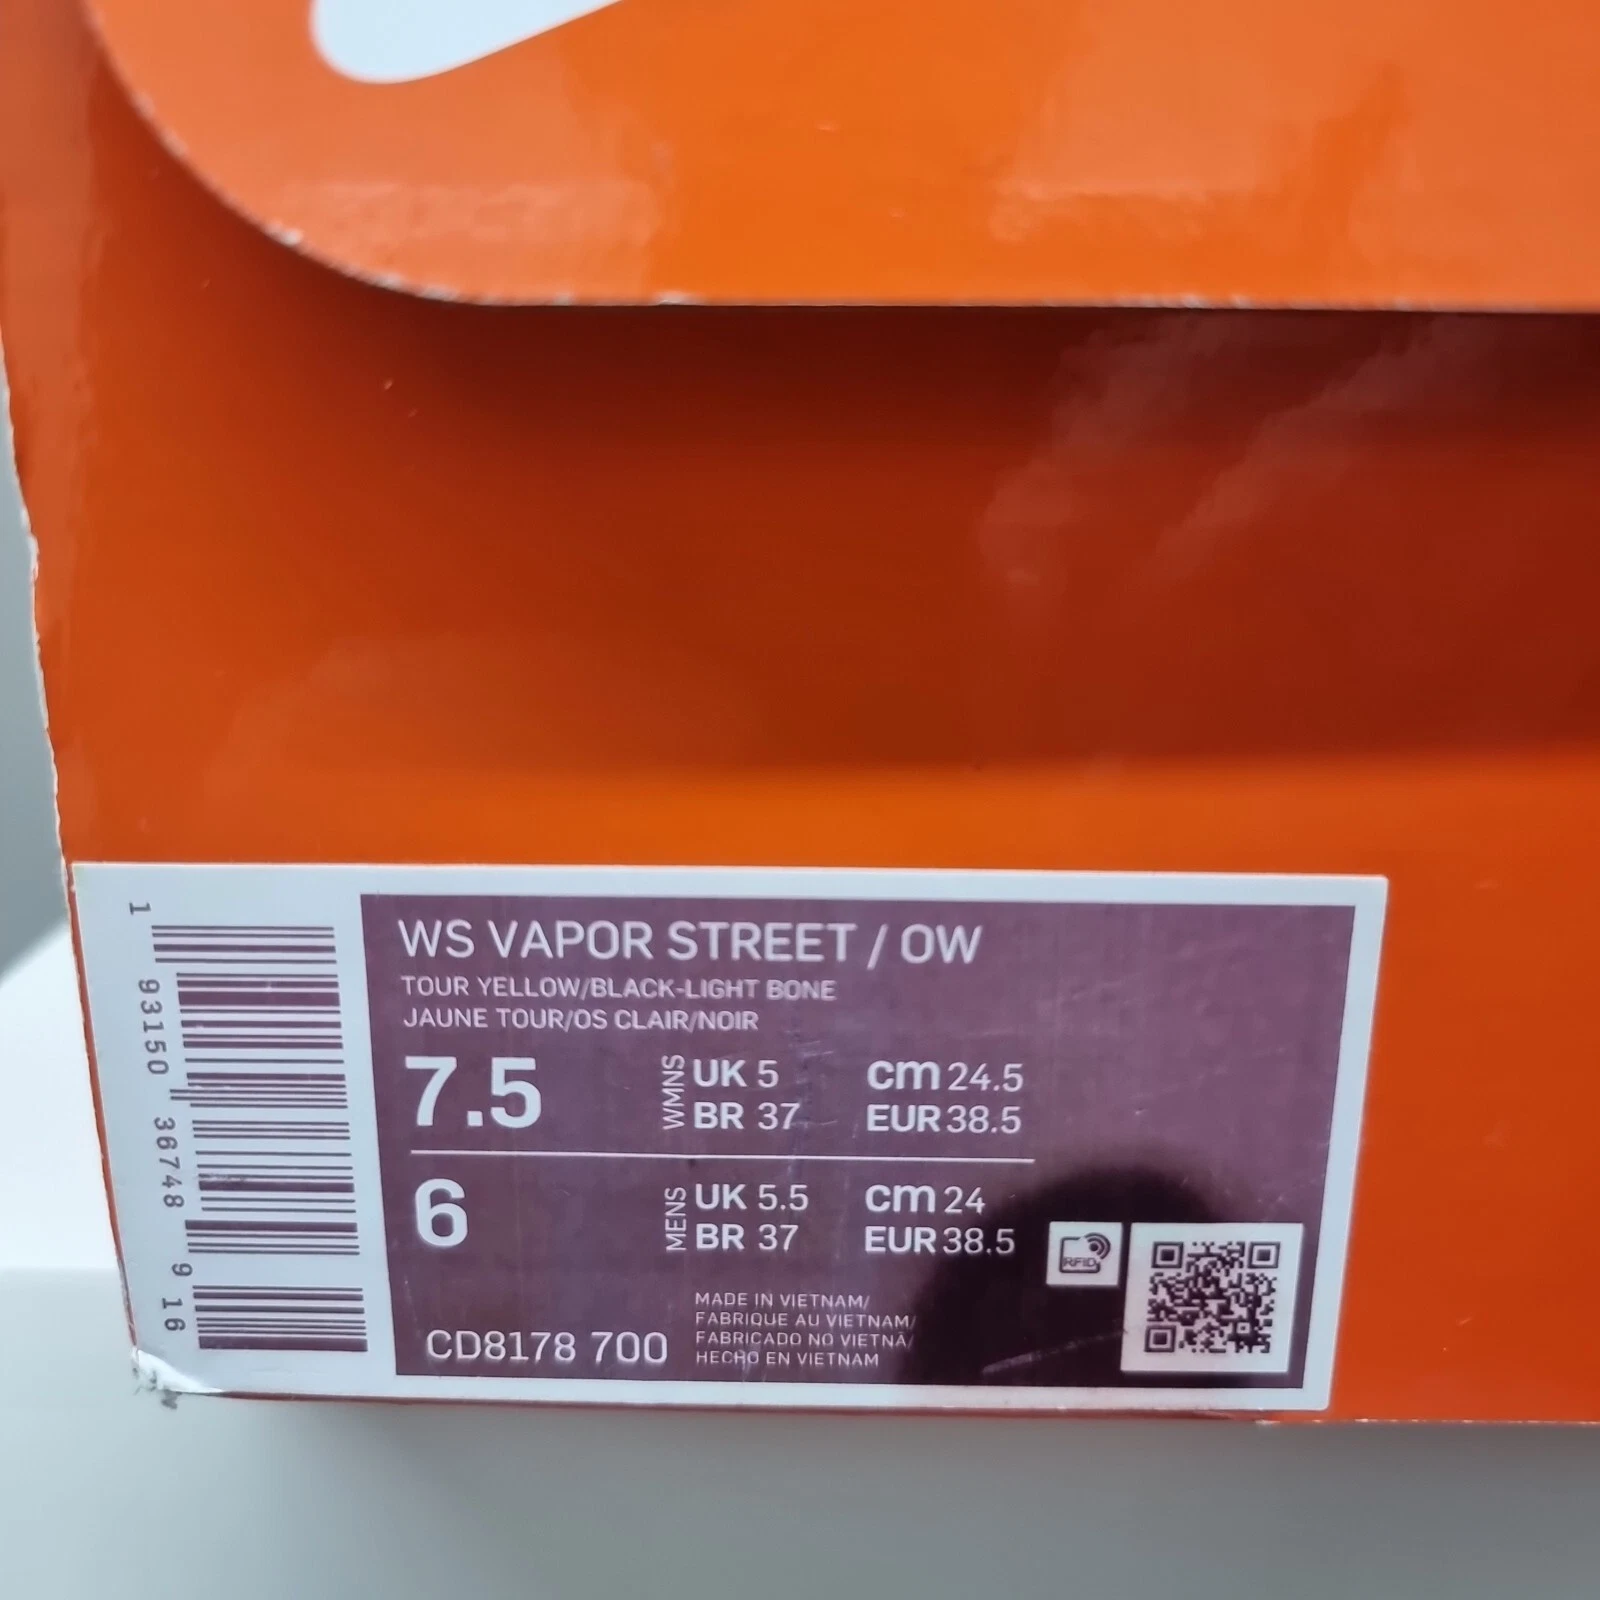 WS VAPOR STREET / OW
TOUR YELLOW/BLACK-LIGHT BONE
JAUNE TOUR/OS CLAIR/NOIR
7.5
WMNS
UK 5
cm 24.5
BR 37
EUR 38.5
6
MENS
UK 5.5
cm 24
BR 37
EUR 38.5
RFID
CD8178 700
MADE IN VIETNAM/
FABRIQUE AU VIETNAM/
FABRICADO NO VIETNÃ/
HECHO EN VIETNAM
1 93150 36748 9 16